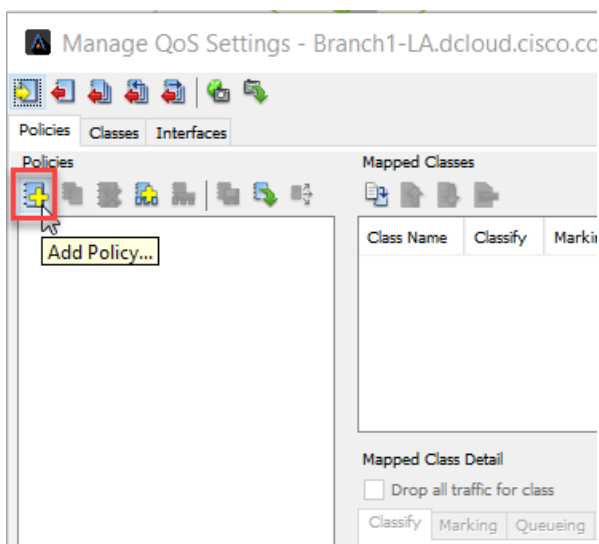 Manage QoS Settings - Branch1-LA.dcloud.cisco.co
Policies Classes Interfaces
Policies
Add Policy...
Mapped Classes
Class Name Classify Markin
Mapped Class Detail
Drop all traffic for class
Classify Marking Queueing